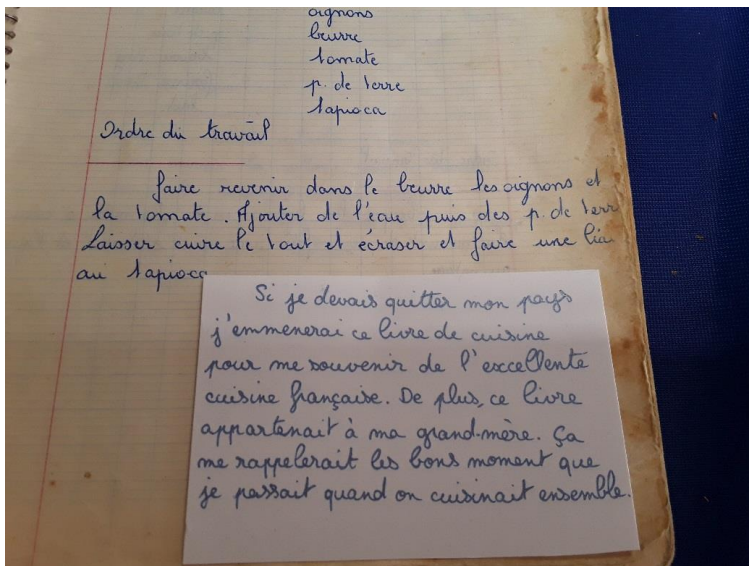 oignons
beurre
tomate
p. de terre
tapioca
Ordre du travail
faire revenir dans le beurre les oignons et
la tomate. Ajouter de l'eau puis des p. de terr
Laisser cuire le tout et écraser et faire une lia
au tapioca
Si je devais quitter mon pays
j'emmenerai ce livre de cuisine
pour me souvenir de l'excellente
cuisine française. De plus, ce livre
appartenait à ma grand-mère. Ça
me rappelerait les bons moment que
je passait quand on cuisinait ensemble.